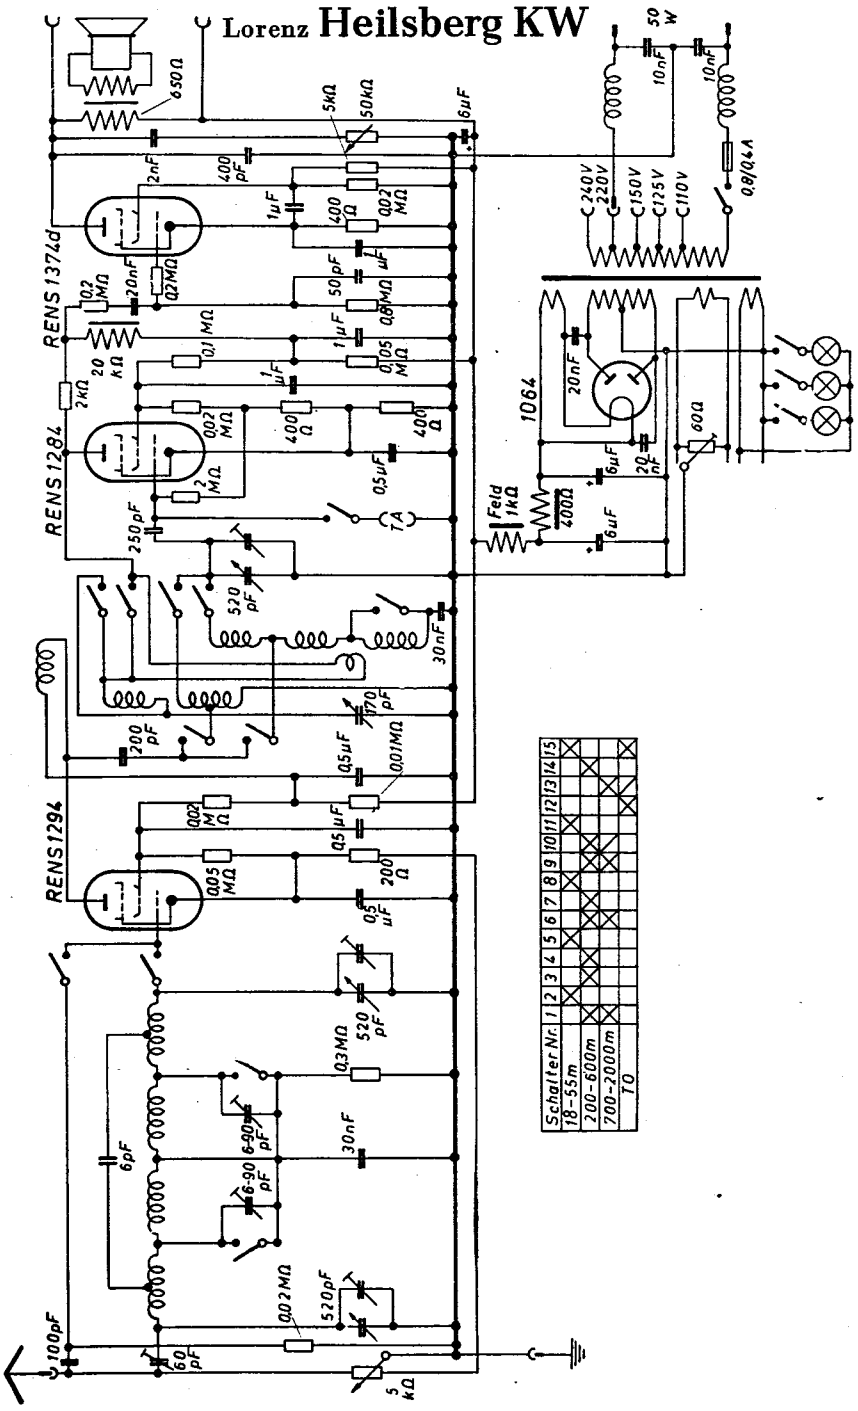 Lorenz Heilsberg KW
650Ω
5kΩ
50kΩ
6µF
+
50
W
10nF
10nF
0,8/0,4A
2nF
400
pF
240V
220V
150V
125V
110V
RENS 1374d
1µF
400
Ω
0,02
MΩ
1
µF
0,2
MΩ
20nF
0,2MΩ
50pF
0,8MΩ
20
kΩ
0,1 MΩ
1µF
0,05
MΩ
2kΩ
1µF
RENS 1284
0,02
MΩ
400
Ω
400
Ω
2
MΩ
0,5µF
250pF
TA
1064
20nF
20
nF
6µF
+
60Ω
Feld
1kΩ
400Ω
6µF
+
520
pF
30nF
200
pF
170
pF
0,5µF
0,01MΩ
RENS1294
0,02
MΩ
0,5µF
0,05
MΩ
200
Ω
0,5
µF
520
pF
0,3MΩ
6pF
6-90
pF
6-90
pF
30nF
0,02MΩ
520pF
100pF
60
pF
5
kΩ
Schalter Nr. 1 2 3 4 5 6 7 8 9 10 11 12 13 14 15
18-55m
200-600m
700-2000m
TO